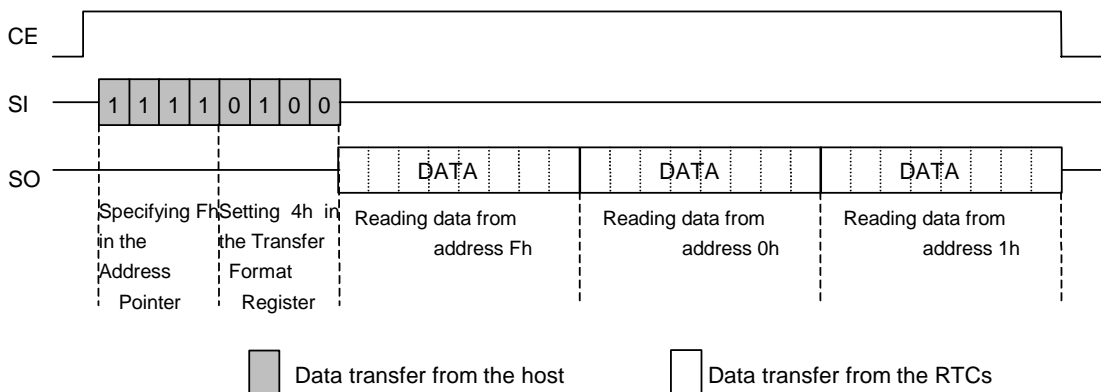 CE
SI
1 1 1 1 0 1 0 0
SO
DATA DATA DATA
Specifying Fh
in the
Address
Pointer
Setting 4h in
the Transfer
Format
Register
Reading data from
address Fh
Reading data from
address 0h
Reading data from
address 1h
Data transfer from the host
Data transfer from the RTCs